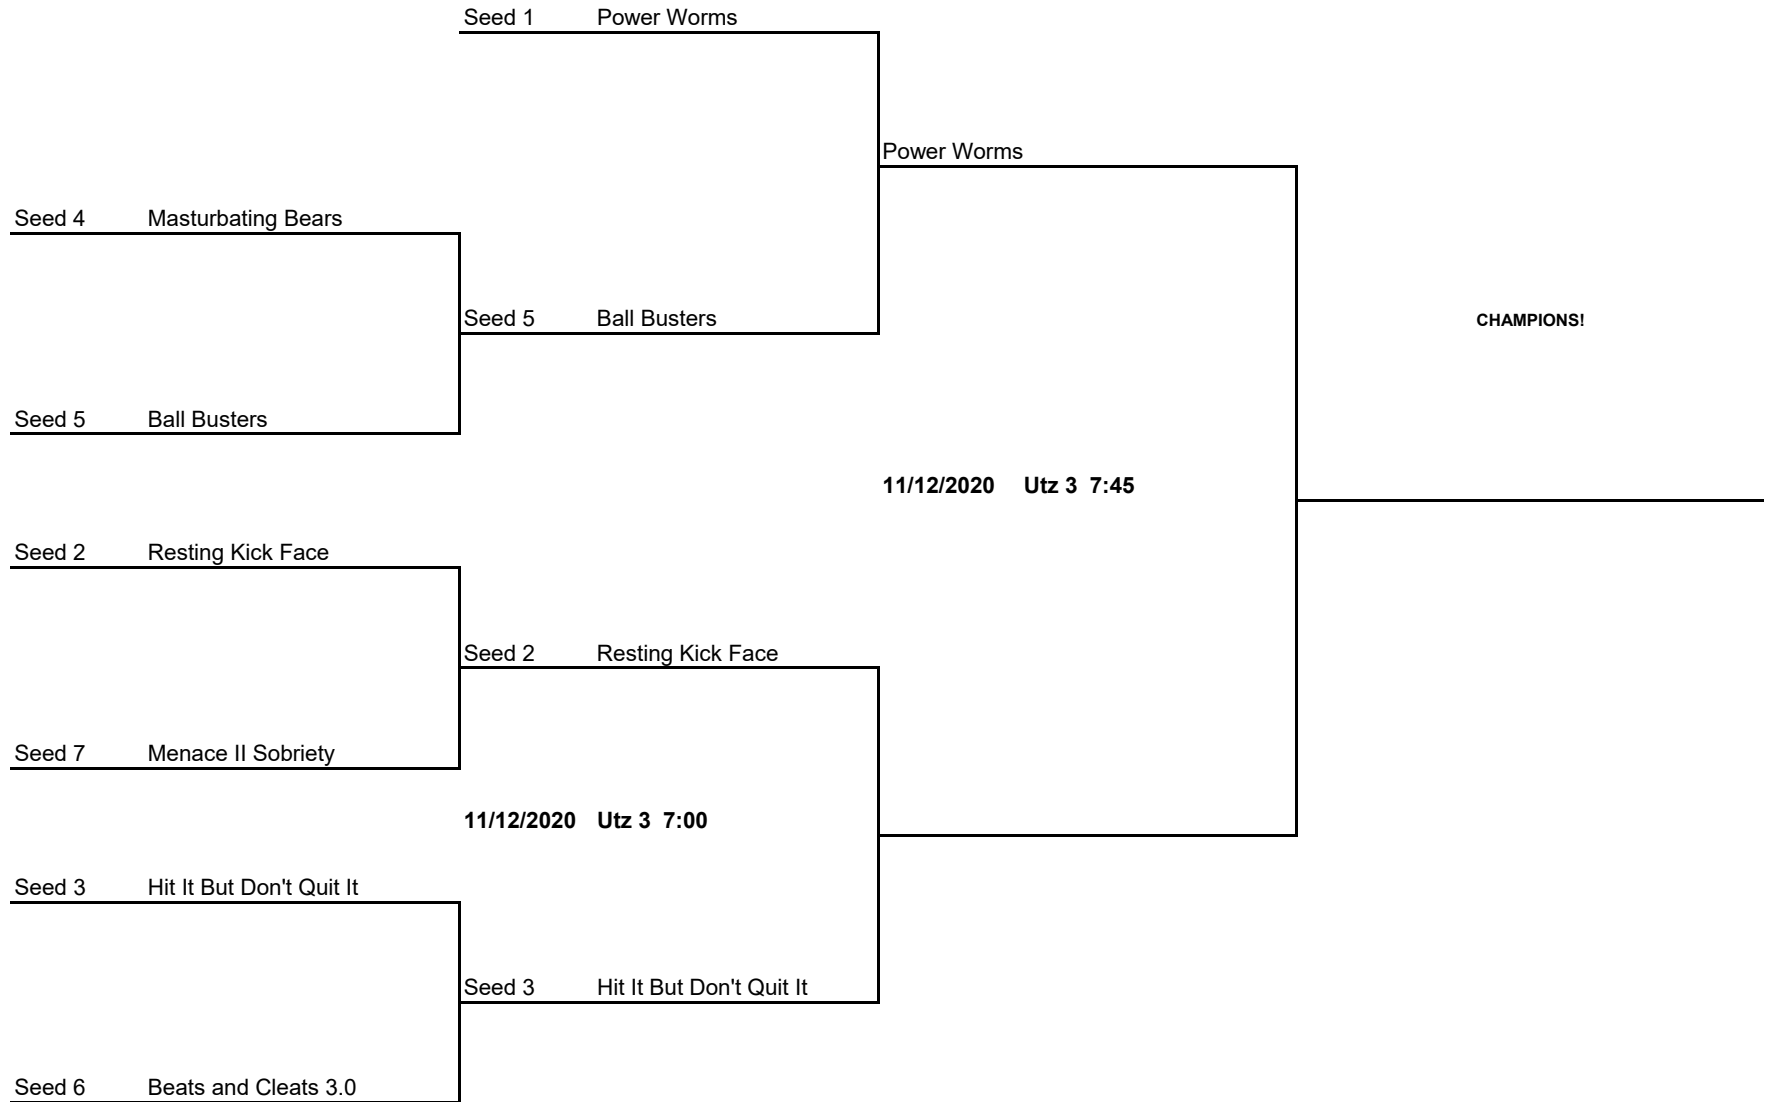 Seed 1 Power Worms
Power Worms
Seed 4 Masturbating Bears
Seed 5 Ball Busters
CHAMPIONS!
Seed 5 Ball Busters
11/12/2020 Utz 3 7:45
Seed 2 Resting Kick Face
Seed 2 Resting Kick Face
Seed 7 Menace II Sobriety
11/12/2020 Utz 3 7:00
Seed 3 Hit It But Don't Quit It
Seed 3 Hit It But Don't Quit It
Seed 6 Beats and Cleats 3.0